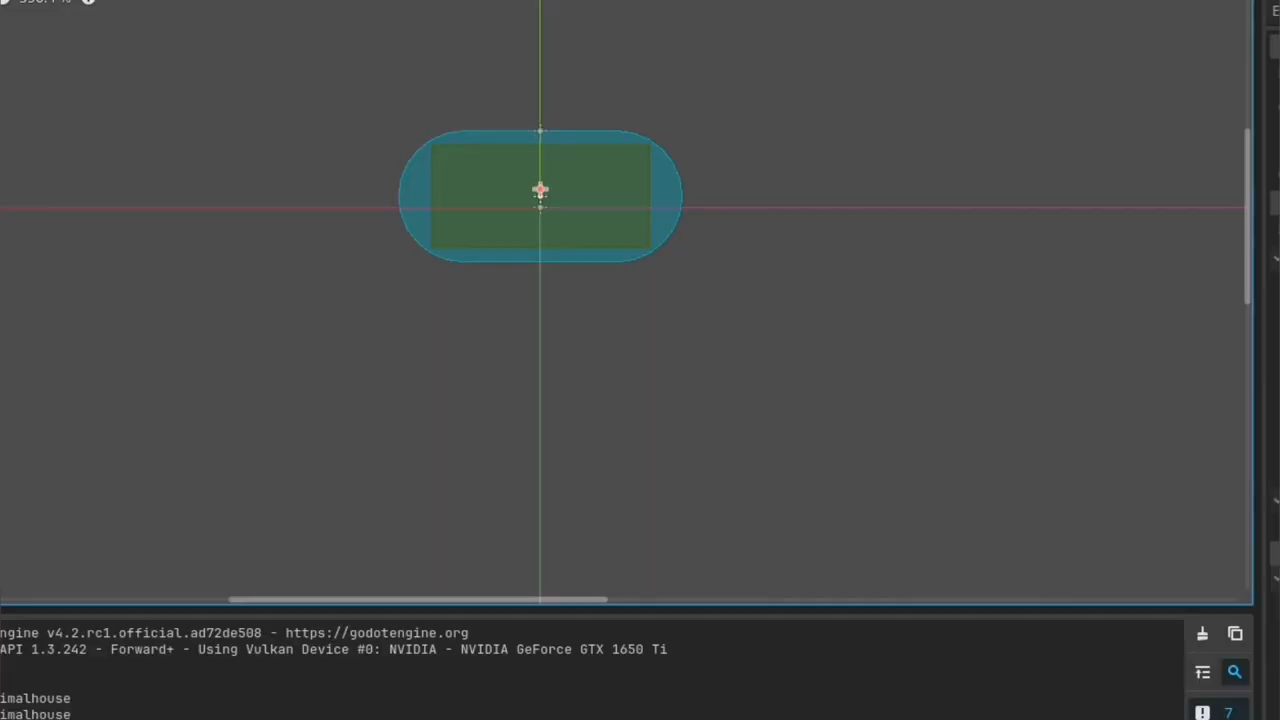 E
ngine v4.2.rc1.official.ad72de508 - https://godotengine.org
API 1.3.242 - Forward+ - Using Vulkan Device #0: NVIDIA - NVIDIA GeForce GTX 1650 Ti
imalhouse
imalhouse
7